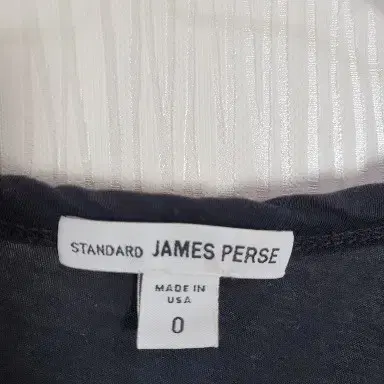 STANDARD JAMES PERSE
MADE IN
USA
0